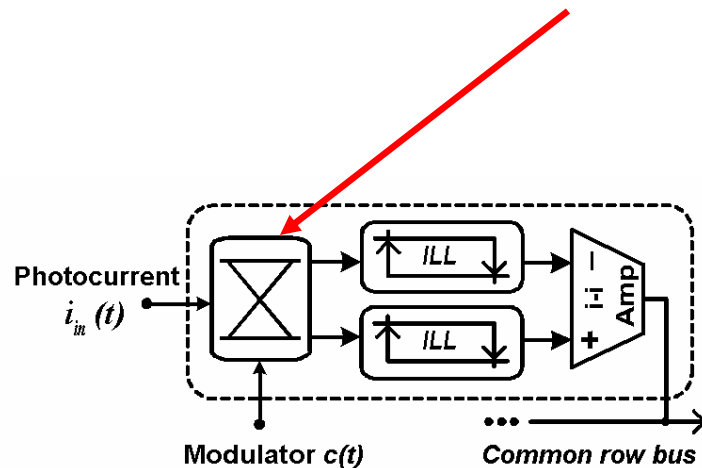 Photocurrent
i_in (t)
ILL
ILL
− i-i +
Amp
Modulator c(t)
••• Common row bus